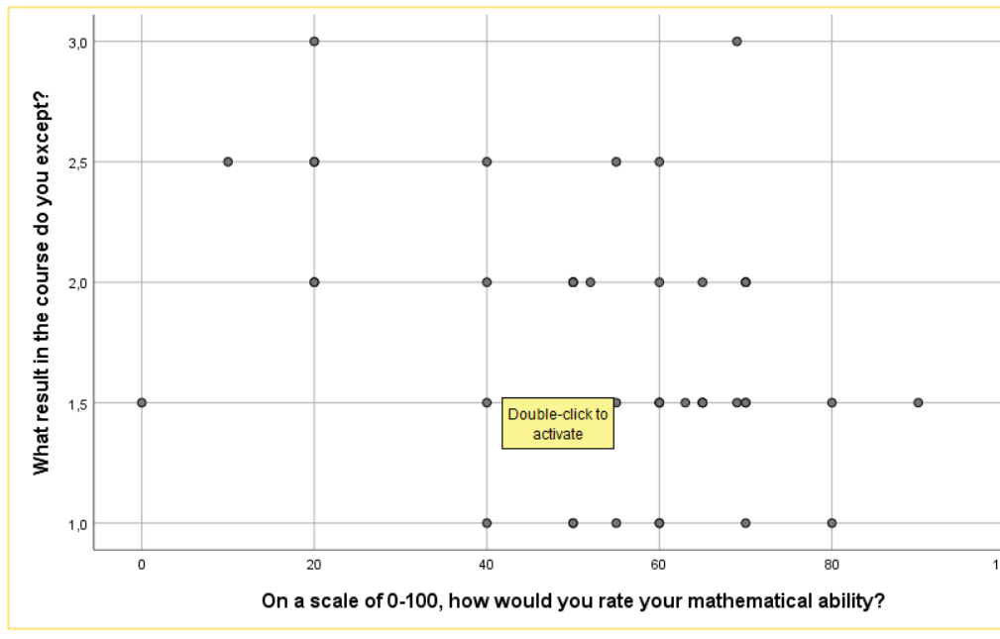 3,0
2,5
2,0
1,5
1,0
What result in the course do you except?
Double-click to
activate
0
20
40
60
80
1
On a scale of 0-100, how would you rate your mathematical ability?